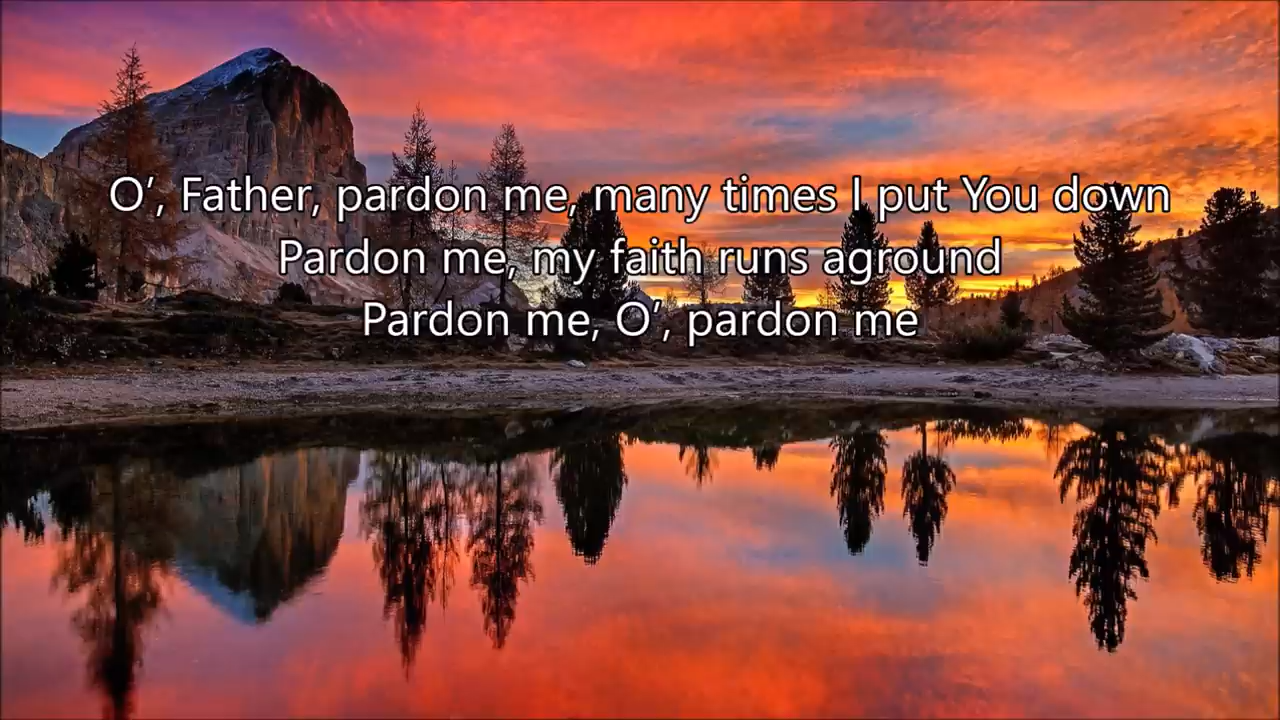 O’, Father, pardon me, many times I put You down
Pardon me, my faith runs aground
Pardon me, O’, pardon me